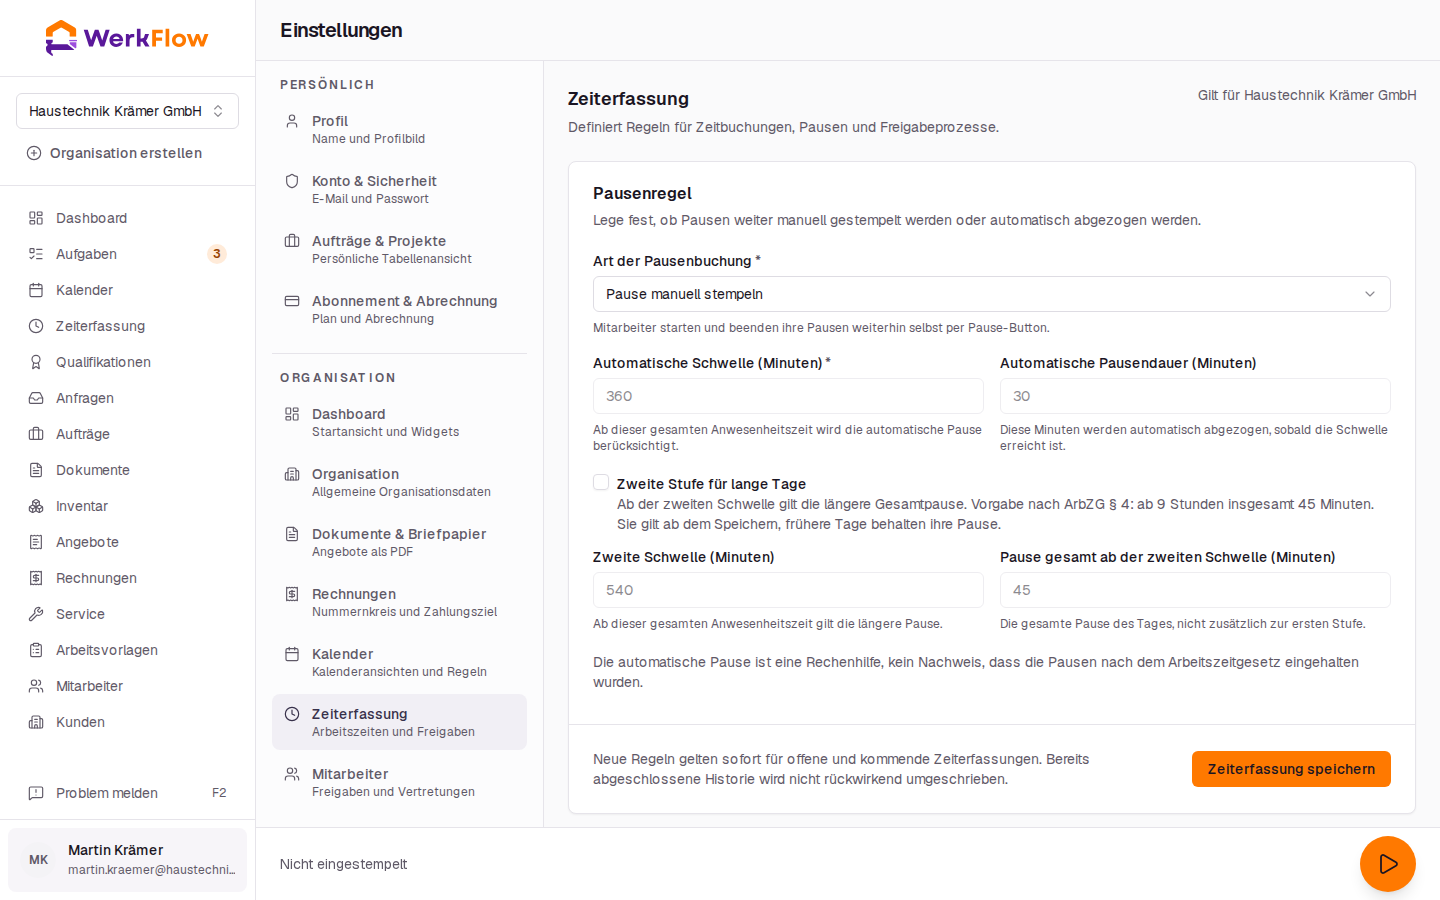 WerkFlow
Haustechnik Krämer GmbH
Organisation erstellen
Dashboard
Aufgaben
3
Kalender
Zeiterfassung
Qualifikationen
Anfragen
Aufträge
Dokumente
Inventar
Angebote
Rechnungen
Service
Arbeitsvorlagen
Mitarbeiter
Kunden
Problem melden
F2
MK
Martin Krämer
martin.kraemer@haustechni...
Einstellungen
PERSÖNLICH
Profil
Name und Profilbild
Konto & Sicherheit
E-Mail und Passwort
Aufträge & Projekte
Persönliche Tabellenansicht
Abonnement & Abrechnung
Plan und Abrechnung
ORGANISATION
Dashboard
Startansicht und Widgets
Organisation
Allgemeine Organisationsdaten
Dokumente & Briefpapier
Angebote als PDF
Rechnungen
Nummernkreis und Zahlungsziel
Kalender
Kalenderansichten und Regeln
Zeiterfassung
Arbeitszeiten und Freigaben
Mitarbeiter
Freigaben und Vertretungen
Zeiterfassung
Gilt für Haustechnik Krämer GmbH
Definiert Regeln für Zeitbuchungen, Pausen und Freigabeprozesse.
Pausenregel
Lege fest, ob Pausen weiter manuell gestempelt werden oder automatisch abgezogen werden.
Art der Pausenbuchung *
Pause manuell stempeln
Mitarbeiter starten und beenden ihre Pausen weiterhin selbst per Pause-Button.
Automatische Schwelle (Minuten) *
360
Ab dieser gesamten Anwesenheitszeit wird die automatische Pause
berücksichtigt.
Automatische Pausendauer (Minuten)
30
Diese Minuten werden automatisch abgezogen, sobald die Schwelle
erreicht ist.
Zweite Stufe für lange Tage
Ab der zweiten Schwelle gilt die längere Gesamtpause. Vorgabe nach ArbZG § 4: ab 9 Stunden insgesamt 45 Minuten.
Sie gilt ab dem Speichern, frühere Tage behalten ihre Pause.
Zweite Schwelle (Minuten)
540
Ab dieser gesamten Anwesenheitszeit gilt die längere Pause.
Pause gesamt ab der zweiten Schwelle (Minuten)
45
Die gesamte Pause des Tages, nicht zusätzlich zur ersten Stufe.
Die automatische Pause ist eine Rechenhilfe, kein Nachweis, dass die Pausen nach dem Arbeitszeitgesetz eingehalten
wurden.
Neue Regeln gelten sofort für offene und kommende Zeiterfassungen. Bereits
abgeschlossene Historie wird nicht rückwirkend umgeschrieben.
Zeiterfassung speichern
Nicht eingestempelt